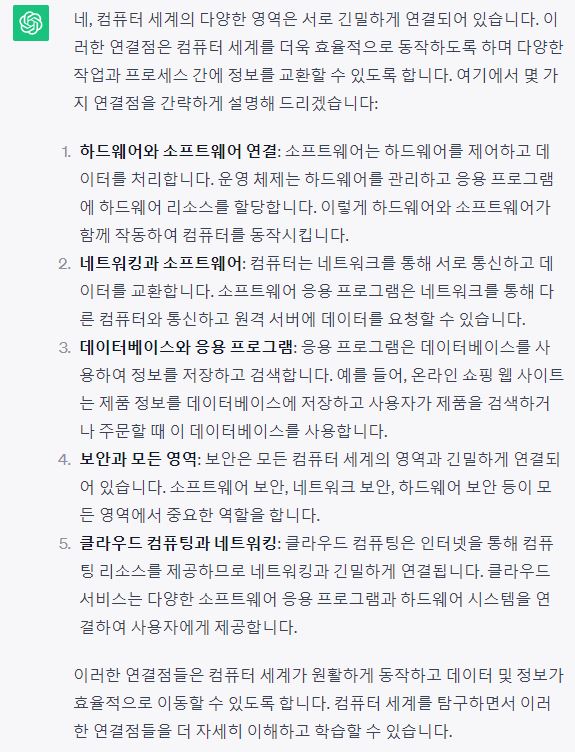 네, 컴퓨터 세계의 다양한 영역은 서로 긴밀하게 연결되어 있습니다. 이
러한 연결점은 컴퓨터 세계를 더욱 효율적으로 동작하도록 하며 다양한
작업과 프로세스 간에 정보를 교환할 수 있도록 합니다. 여기에서 몇 가
지 연결점을 간략하게 설명해 드리겠습니다:
1. 하드웨어와 소프트웨어 연결: 소프트웨어는 하드웨어를 제어하고 데
이터를 처리합니다. 운영 체제는 하드웨어를 관리하고 응용 프로그램
에 하드웨어 리소스를 할당합니다. 이렇게 하드웨어와 소프트웨어가
함께 작동하여 컴퓨터를 동작시킵니다.
2. 네트워킹과 소프트웨어: 컴퓨터는 네트워크를 통해 서로 통신하고 데
이터를 교환합니다. 소프트웨어 응용 프로그램은 네트워크를 통해 다
른 컴퓨터와 통신하고 원격 서버에 데이터를 요청할 수 있습니다.
3. 데이터베이스와 응용 프로그램: 응용 프로그램은 데이터베이스를 사
용하여 정보를 저장하고 검색합니다. 예를 들어, 온라인 쇼핑 웹 사이트
는 제품 정보를 데이터베이스에 저장하고 사용자가 제품을 검색하거
나 주문할 때 이 데이터베이스를 사용합니다.
4. 보안과 모든 영역: 보안은 모든 컴퓨터 세계의 영역과 긴밀하게 연결되
어 있습니다. 소프트웨어 보안, 네트워크 보안, 하드웨어 보안 등이 모
든 영역에서 중요한 역할을 합니다.
5. 클라우드 컴퓨팅과 네트워킹: 클라우드 컴퓨팅은 인터넷을 통해 컴퓨
팅 리소스를 제공하므로 네트워킹과 긴밀하게 연결됩니다. 클라우드
서비스는 다양한 소프트웨어 응용 프로그램과 하드웨어 시스템을 연
결하여 사용자에게 제공합니다.
이러한 연결점들은 컴퓨터 세계가 원활하게 동작하고 데이터 및 정보가
효율적으로 이동할 수 있도록 합니다. 컴퓨터 세계를 탐구하면서 이러
한 연결점들을 더 자세히 이해하고 학습할 수 있습니다.